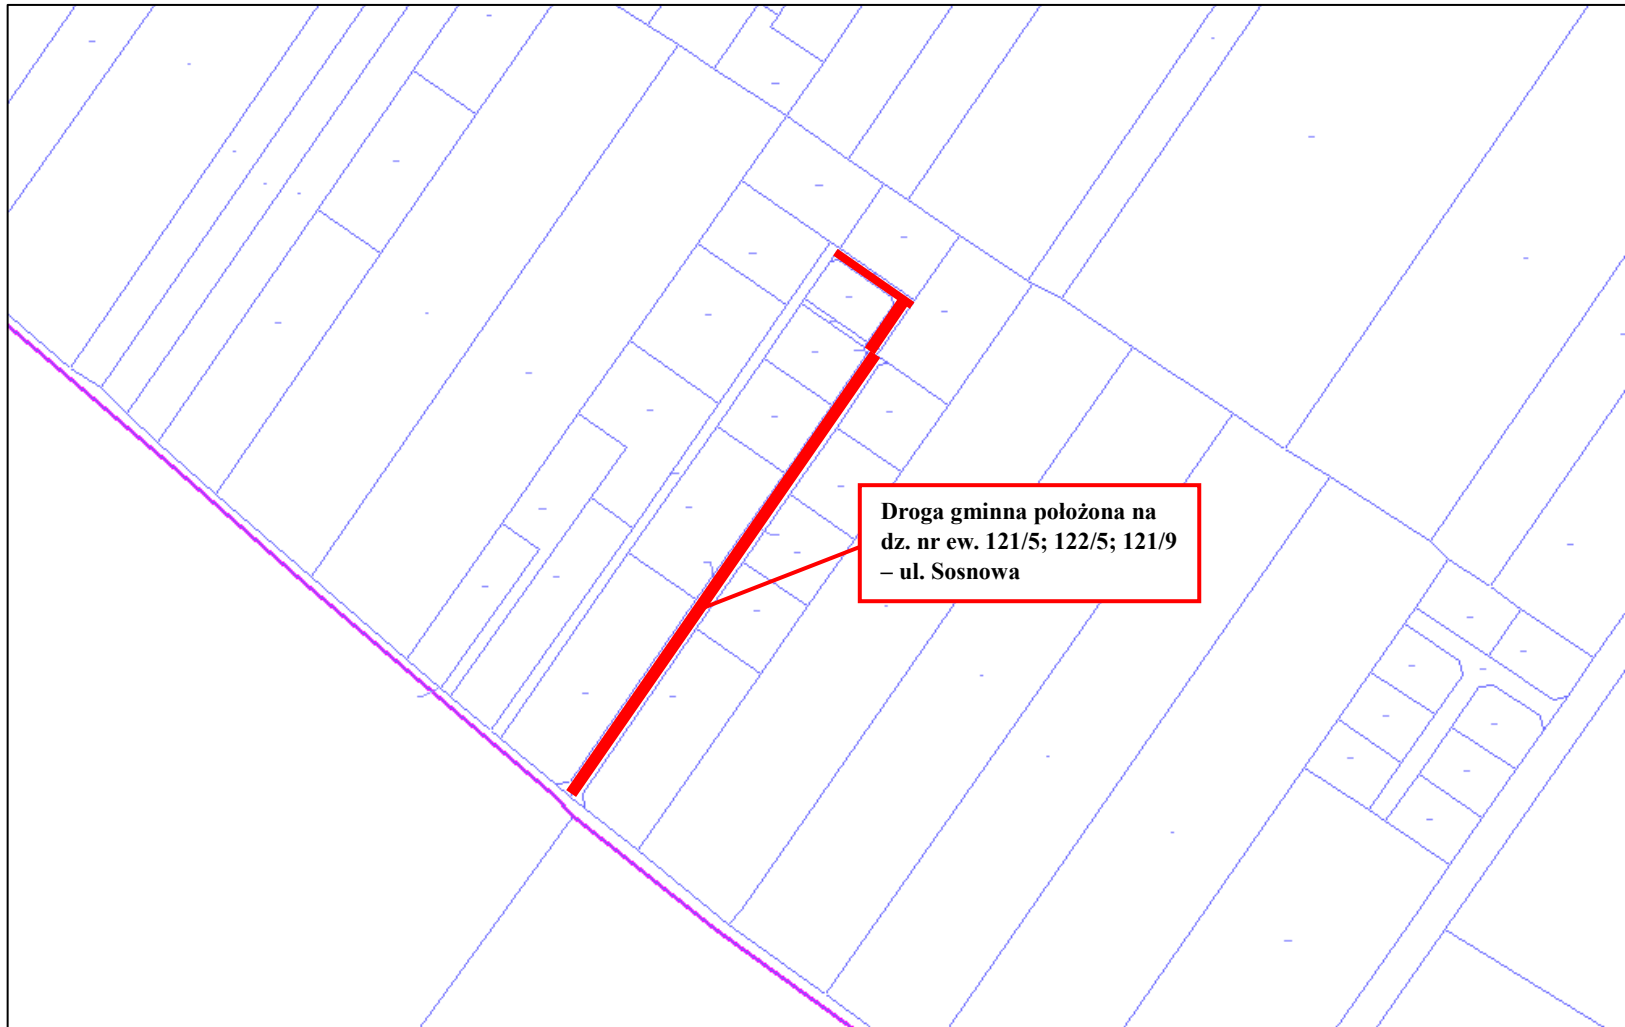 Droga gminna położona na
dz. nr ew. 121/5; 122/5; 121/9
– ul. Sosnowa